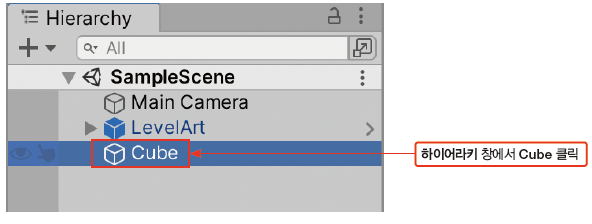 Hierarchy
All
SampleScene
Main Camera
LevelArt
Cube
하이어라키 창에서 Cube 클릭